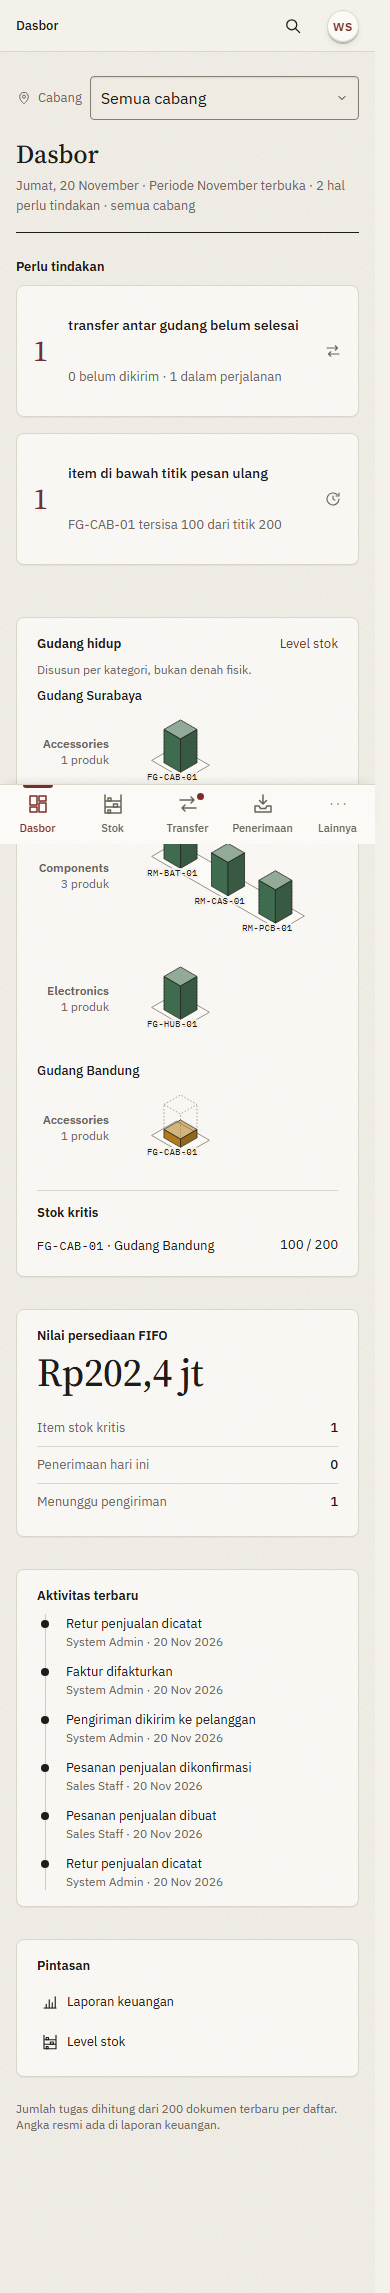 Dasbor
WS
Cabang
Semua cabang
Dasbor
Jumat, 20 November · Periode November terbuka · 2 hal
perlu tindakan · semua cabang
Perlu tindakan
1
transfer antar gudang belum selesai
0 belum dikirim · 1 dalam perjalanan
1
item di bawah titik pesan ulang
FG-CAB-01 tersisa 100 dari titik 200
Gudang hidup
Level stok
Disusun per kategori, bukan denah fisik.
Gudang Surabaya
Accessories
1 produk
FG-CAB-01
Dasbor
Stok
Transfer
Penerimaan
Lainnya
Components
3 produk
RM-BAT-01
RM-CAS-01
RM-PCB-01
Electronics
1 produk
FG-HUB-01
Gudang Bandung
Accessories
1 produk
FG-CAB-01
Stok kritis
FG-CAB-01 · Gudang Bandung
100 / 200
Nilai persediaan FIFO
Rp202,4 jt
Item stok kritis
1
Penerimaan hari ini
0
Menunggu pengiriman
1
Aktivitas terbaru
Retur penjualan dicatat
System Admin · 20 Nov 2026
Faktur difakturkan
System Admin · 20 Nov 2026
Pengiriman dikirim ke pelanggan
System Admin · 20 Nov 2026
Pesanan penjualan dikonfirmasi
Sales Staff · 20 Nov 2026
Pesanan penjualan dibuat
Sales Staff · 20 Nov 2026
Retur penjualan dicatat
System Admin · 20 Nov 2026
Pintasan
Laporan keuangan
Level stok
Jumlah tugas dihitung dari 200 dokumen terbaru per daftar.
Angka resmi ada di laporan keuangan.